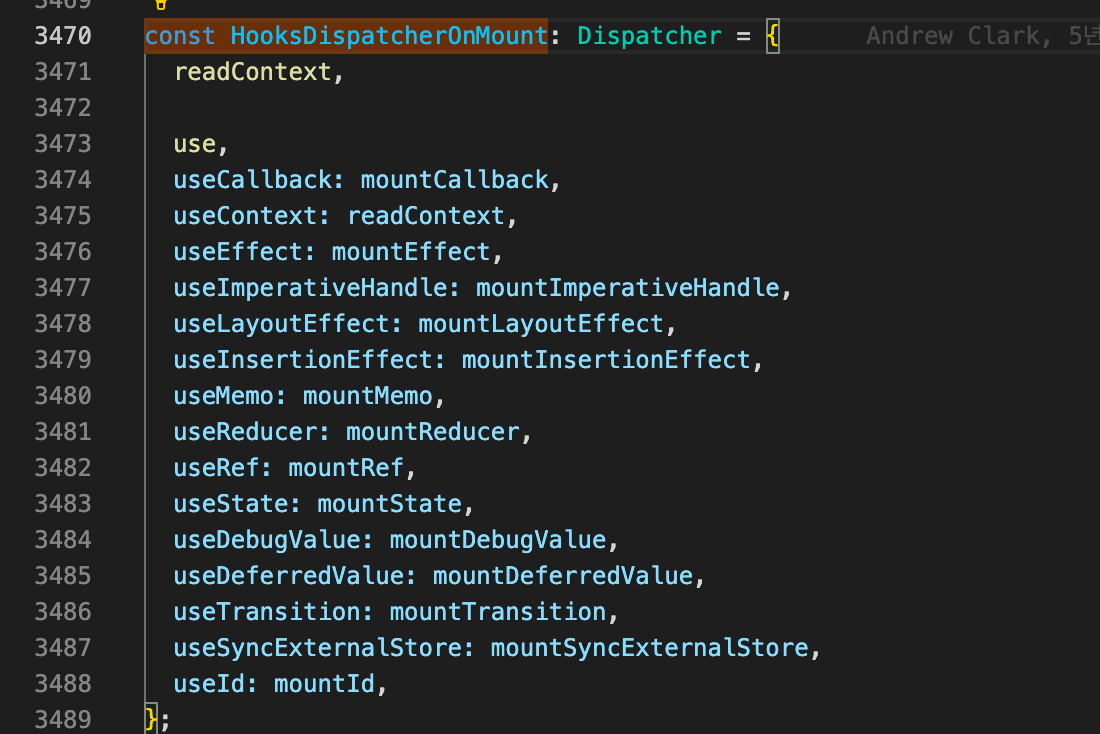 3469
3470 const HooksDispatcherOnMount: Dispatcher = { Andrew Clark, 5년
3471 readContext,
3472
3473 use,
3474 useCallback: mountCallback,
3475 useContext: readContext,
3476 useEffect: mountEffect,
3477 useImperativeHandle: mountImperativeHandle,
3478 useLayoutEffect: mountLayoutEffect,
3479 useInsertionEffect: mountInsertionEffect,
3480 useMemo: mountMemo,
3481 useReducer: mountReducer,
3482 useRef: mountRef,
3483 useState: mountState,
3484 useDebugValue: mountDebugValue,
3485 useDeferredValue: mountDeferredValue,
3486 useTransition: mountTransition,
3487 useSyncExternalStore: mountSyncExternalStore,
3488 useId: mountId,
3489 };